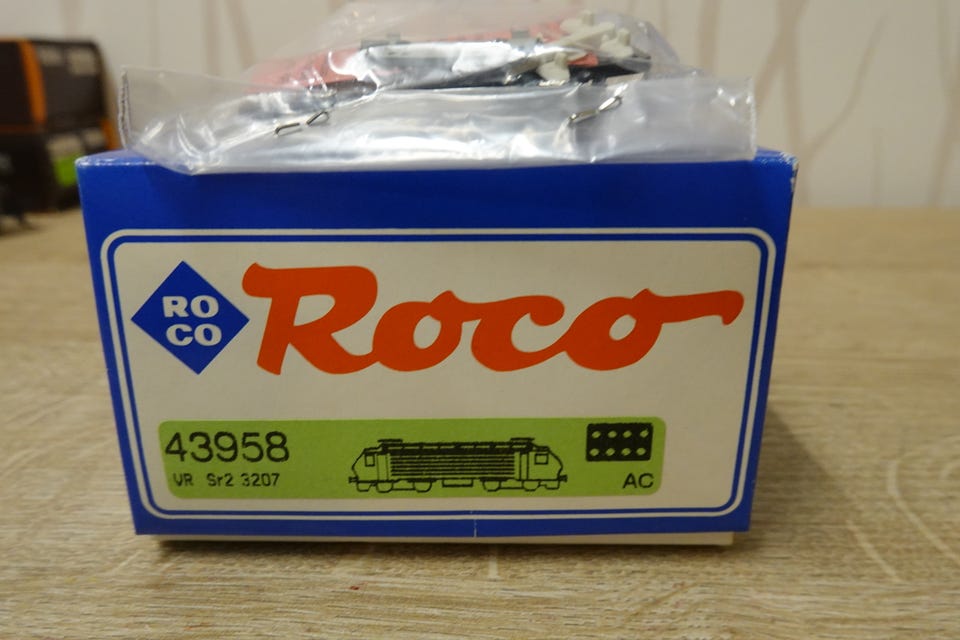 RO
CO
Roco
43958
VR Sr2 3207
AC